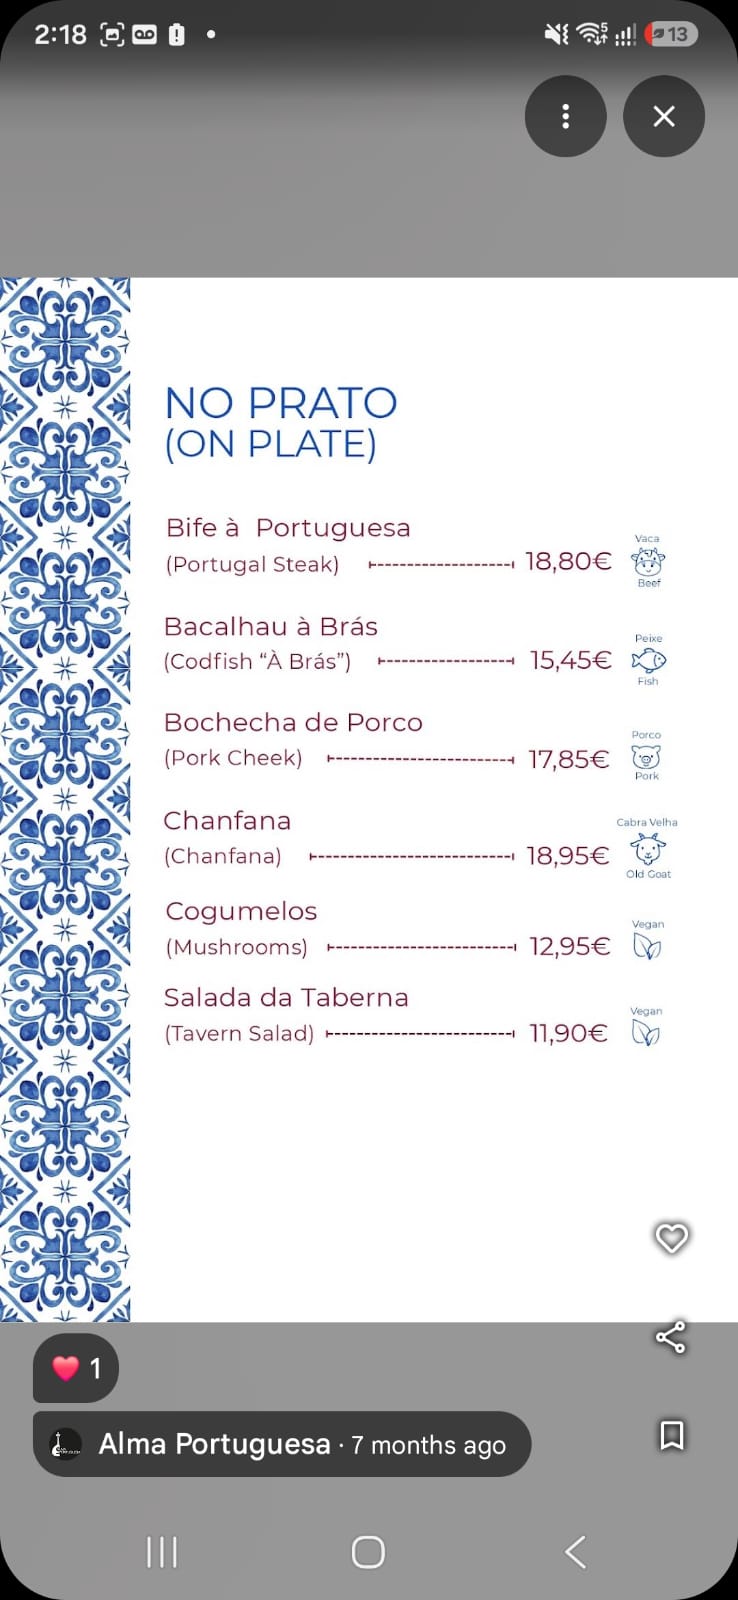 2:18
5
13
NO PRATO
(ON PLATE)
Bife à Portuguesa
(Portugal Steak)
18,80€
Vaca
Beef
Bacalhau à Brás
(Codfish “À Brás”)
15,45€
Peixe
Fish
Bochecha de Porco
(Pork Cheek)
17,85€
Porco
Pork
Chanfana
(Chanfana)
18,95€
Cabra Velha
Old Goat
Cogumelos
(Mushrooms)
12,95€
Vegan
Salada da Taberna
(Tavern Salad)
11,90€
Vegan
1
Alma Portuguesa · 7 months ago